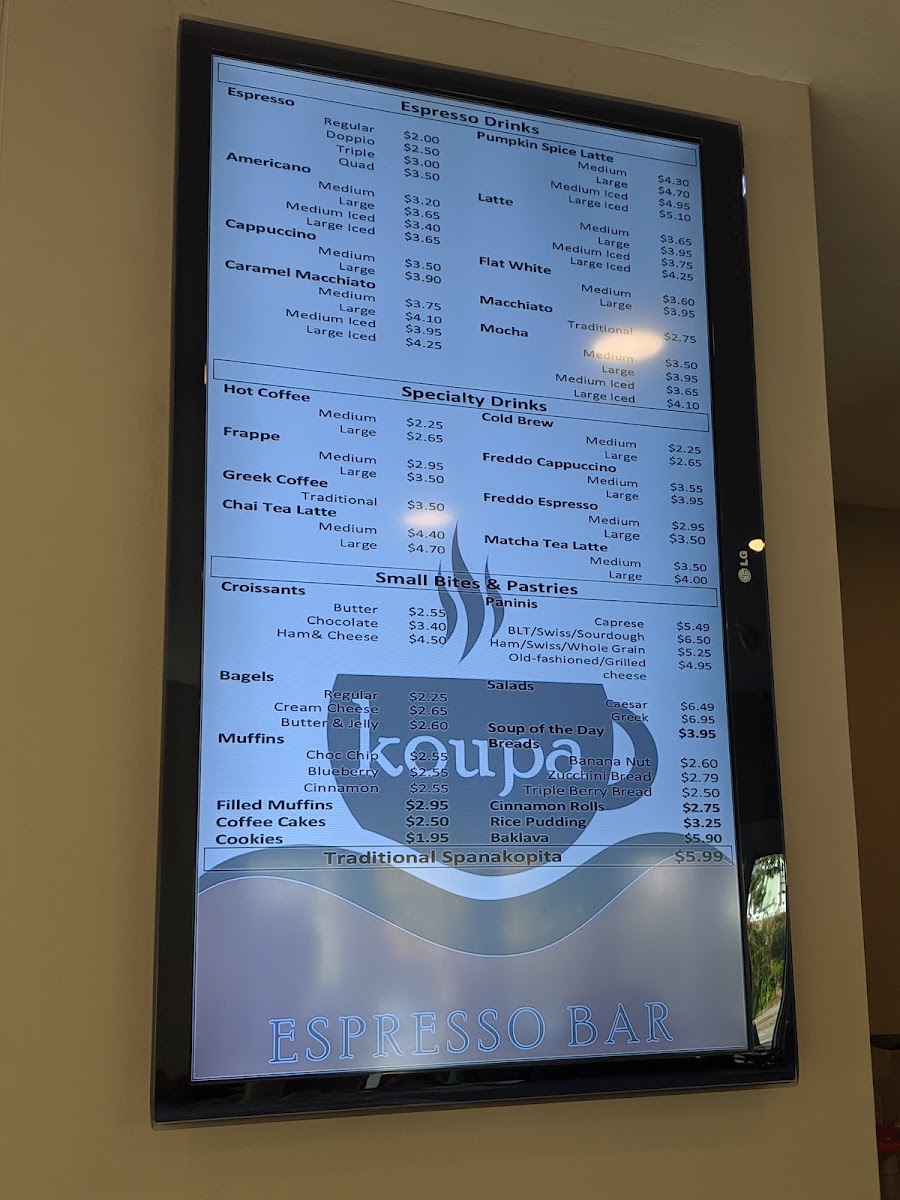 Espresso Drinks
Espresso
Regular $2.00
Doppio $2.50
Triple $3.00
Quad $3.50
Americano
Medium $3.20
Large $3.65
Medium Iced $3.40
Large Iced $3.65
Cappuccino
Medium $3.50
Large $3.90
Caramel Macchiato
Medium $3.75
Large $4.10
Medium Iced $3.95
Large Iced $4.25
Pumpkin Spice Latte
Medium $4.30
Large $4.70
Medium Iced $4.95
Large Iced $5.10
Latte
Medium $3.65
Large $3.95
Medium Iced $3.75
Large Iced $4.25
Flat White
Medium $3.60
Large $3.95
Macchiato
Traditional $2.75
Mocha
Medium $3.50
Large $3.95
Medium Iced $3.65
Large Iced $4.10
Specialty Drinks
Hot Coffee
Medium $2.25
Large $2.65
Frappe
Medium $2.95
Large $3.50
Greek Coffee
Traditional $3.50
Chai Tea Latte
Medium $4.40
Large $4.70
Cold Brew
Medium $2.25
Large $2.65
Freddo Cappuccino
Medium $3.55
Large $3.95
Freddo Espresso
Medium $2.95
Large $3.50
Matcha Tea Latte
Medium $3.50
Large $4.00
Small Bites & Pastries
Croissants
Butter $2.55
Chocolate $3.40
Ham& Cheese $4.50
Bagels
Regular $2.25
Cream Cheese $2.65
Butter & Jelly $2.60
Muffins
Choc Chip $2.55
Blueberry $2.55
Cinnamon $2.55
Filled Muffins $2.95
Coffee Cakes $2.50
Cookies $1.95
Paninis
Caprese $5.49
BLT/Swiss/Sourdough $6.50
Ham/Swiss/Whole Grain $5.25
Old-fashioned/Grilled $4.95
cheese
Salads
Caesar $6.49
Greek $6.95
Soup of the Day $3.95
Breads
Banana Nut $2.60
Zucchini Bread $2.79
Triple Berry Bread $2.50
Cinnamon Rolls $2.75
Rice Pudding $3.25
Baklava $5.90
Traditional Spanakopita $5.99
koupa
ESPRESSO BAR
LG